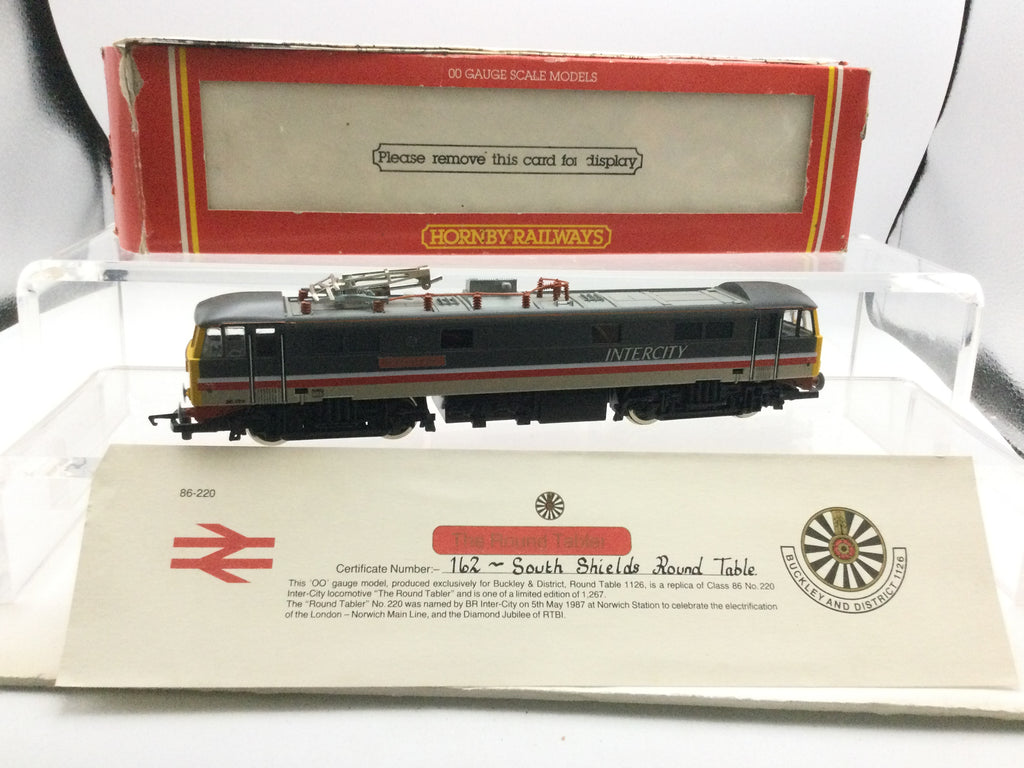 00 GAUGE SCALE MODELS
Please remove this card for display
HORNBY RAILWAYS
INTERCITY
86-220
The Round Tabler
Certificate Number:- 162 ~ South Shields Round Table
This 'OO' gauge model, produced exclusively for Buckley & District, Round Table 1126, is a replica of Class 86 No. 220
Inter-City locomotive "The Round Tabler" and is one of a limited edition of 1,267.
The "Round Tabler" No. 220 was named by BR Inter-City on 5th May 1987 at Norwich Station to celebrate the electrification
of the London – Norwich Main Line, and the Diamond Jubilee of RTBI.
BUCKLEY AND DISTRICT 1126